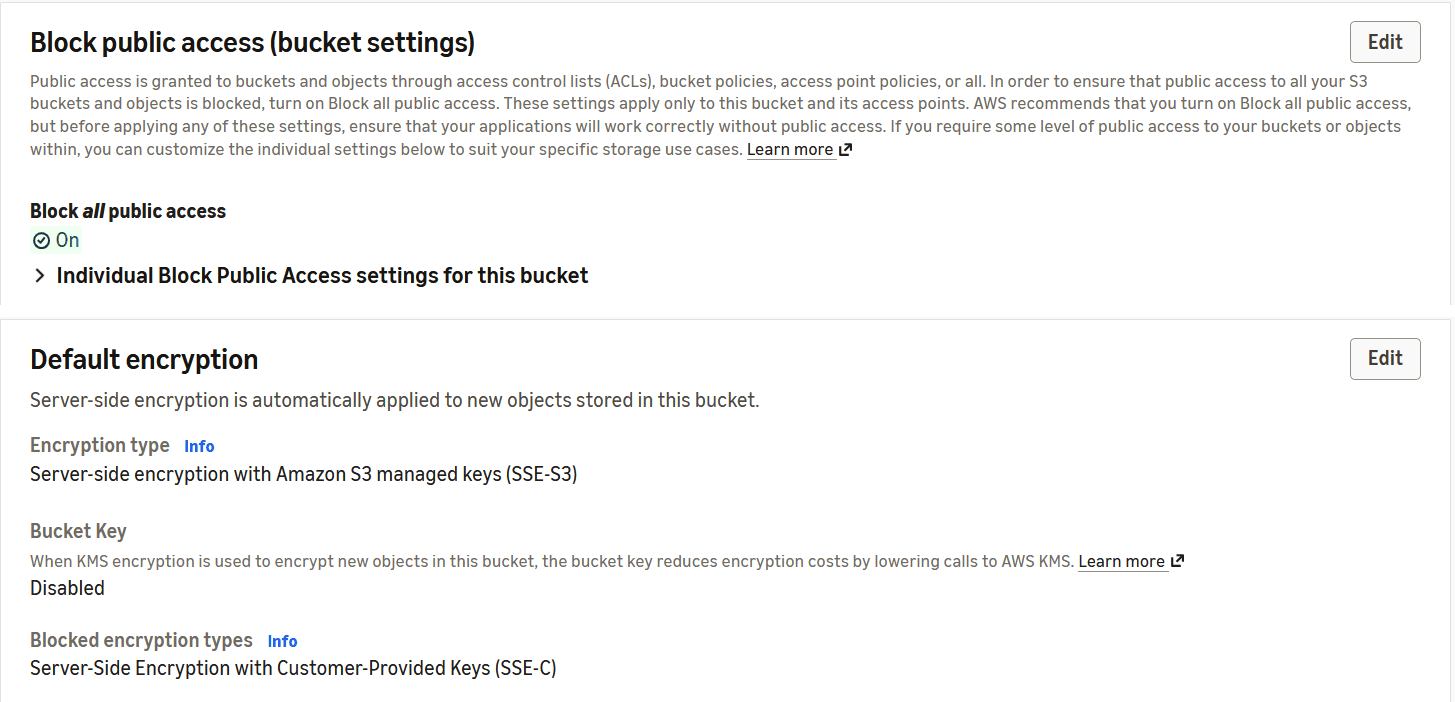 Block public access (bucket settings)
Edit
Public access is granted to buckets and objects through access control lists (ACLs), bucket policies, access point policies, or all. In order to ensure that public access to all your S3
buckets and objects is blocked, turn on Block all public access. These settings apply only to this bucket and its access points. AWS recommends that you turn on Block all public access,
but before applying any of these settings, ensure that your applications will work correctly without public access. If you require some level of public access to your buckets or objects
within, you can customize the individual settings below to suit your specific storage use cases. Learn more
Block all public access
On
Individual Block Public Access settings for this bucket
Default encryption
Edit
Server-side encryption is automatically applied to new objects stored in this bucket.
Encryption type Info
Server-side encryption with Amazon S3 managed keys (SSE-S3)
Bucket Key
When KMS encryption is used to encrypt new objects in this bucket, the bucket key reduces encryption costs by lowering calls to AWS KMS. Learn more
Disabled
Blocked encryption types Info
Server-Side Encryption with Customer-Provided Keys (SSE-C)